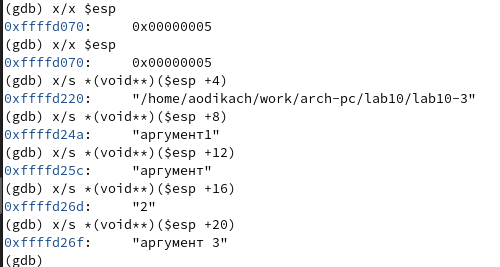 (gdb) x/x $esp
0xffffd070: 0x00000005
(gdb) x/x $esp
0xffffd070: 0x00000005
(gdb) x/s *(void**)($esp +4)
0xffffd220: "/home/aodikach/work/arch-pc/lab10/lab10-3"
(gdb) x/s *(void**)($esp +8)
0xffffd24a: "аргумент1"
(gdb) x/s *(void**)($esp +12)
0xffffd25c: "аргумент"
(gdb) x/s *(void**)($esp +16)
0xffffd26d: "2"
(gdb) x/s *(void**)($esp +20)
0xffffd26f: "аргумент 3"
(gdb)